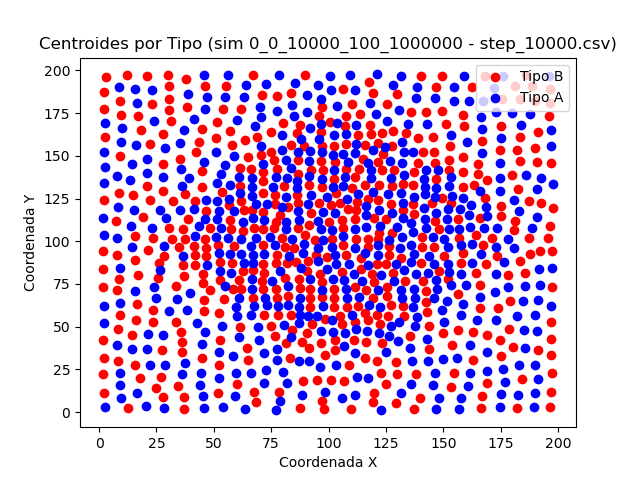 Centroides por Tipo (sim 0_0_10000_100_1000000 - step_10000.csv)
Tipo B
Tipo A
Coordenada Y
200
175
150
125
100
75
50
25
0
0 25 50 75 100 125 150 175 200
Coordenada X